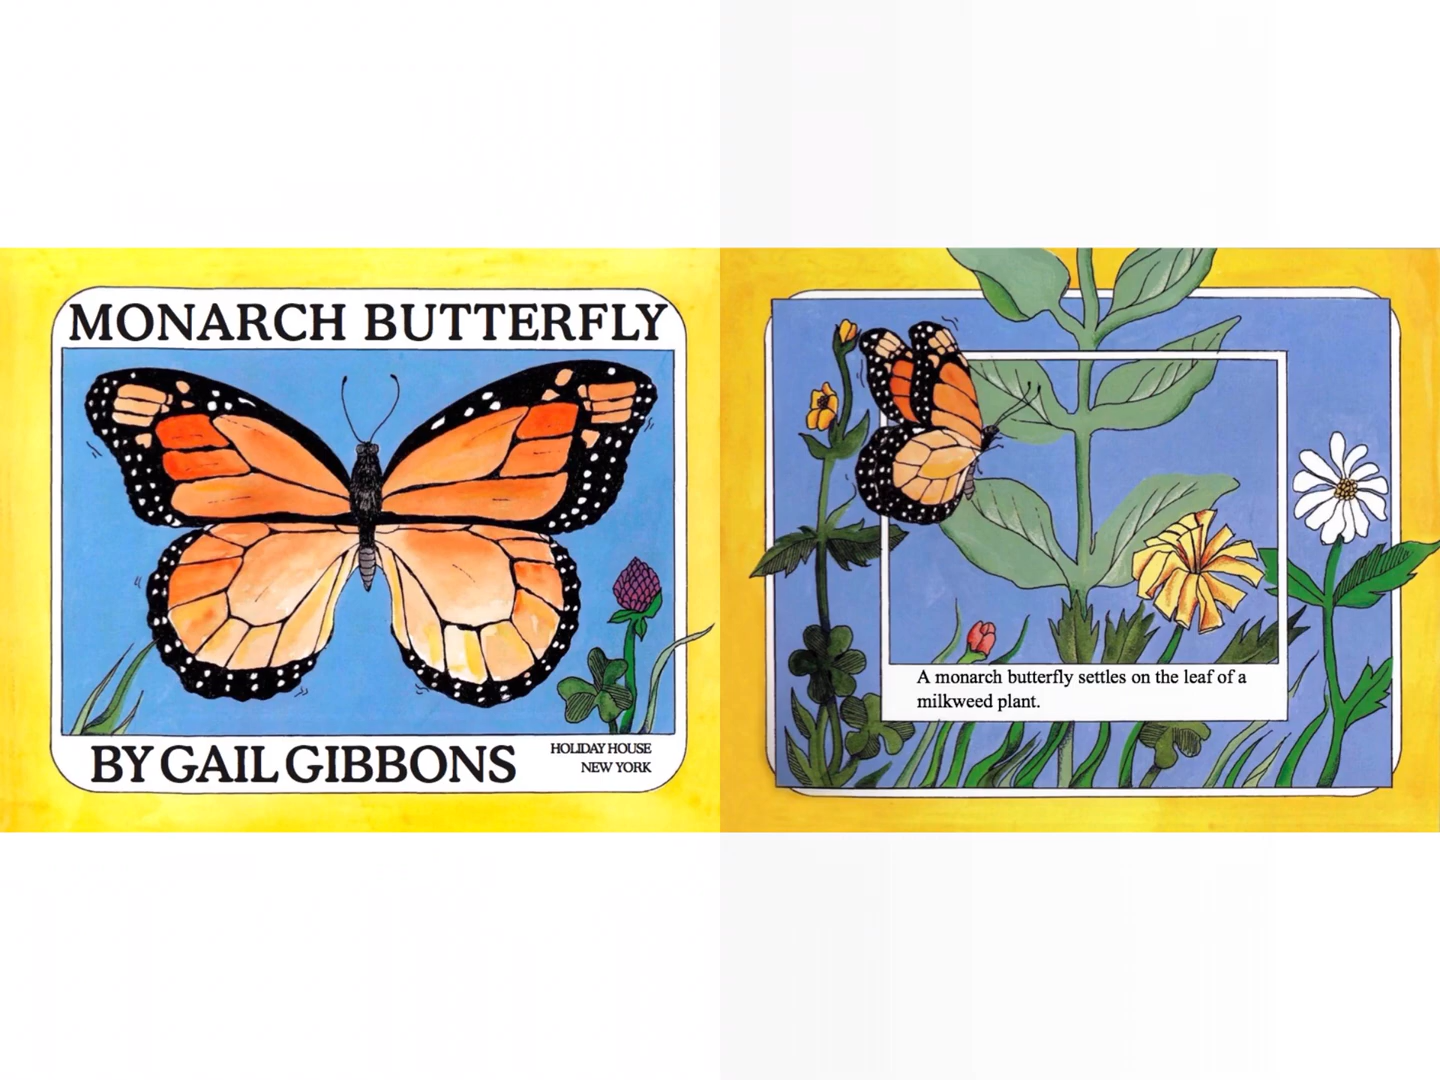 MONARCH BUTTERFLY
BY GAIL GIBBONS
HOLIDAY HOUSE
NEW YORK
A monarch butterfly settles on the leaf of a
milkweed plant.